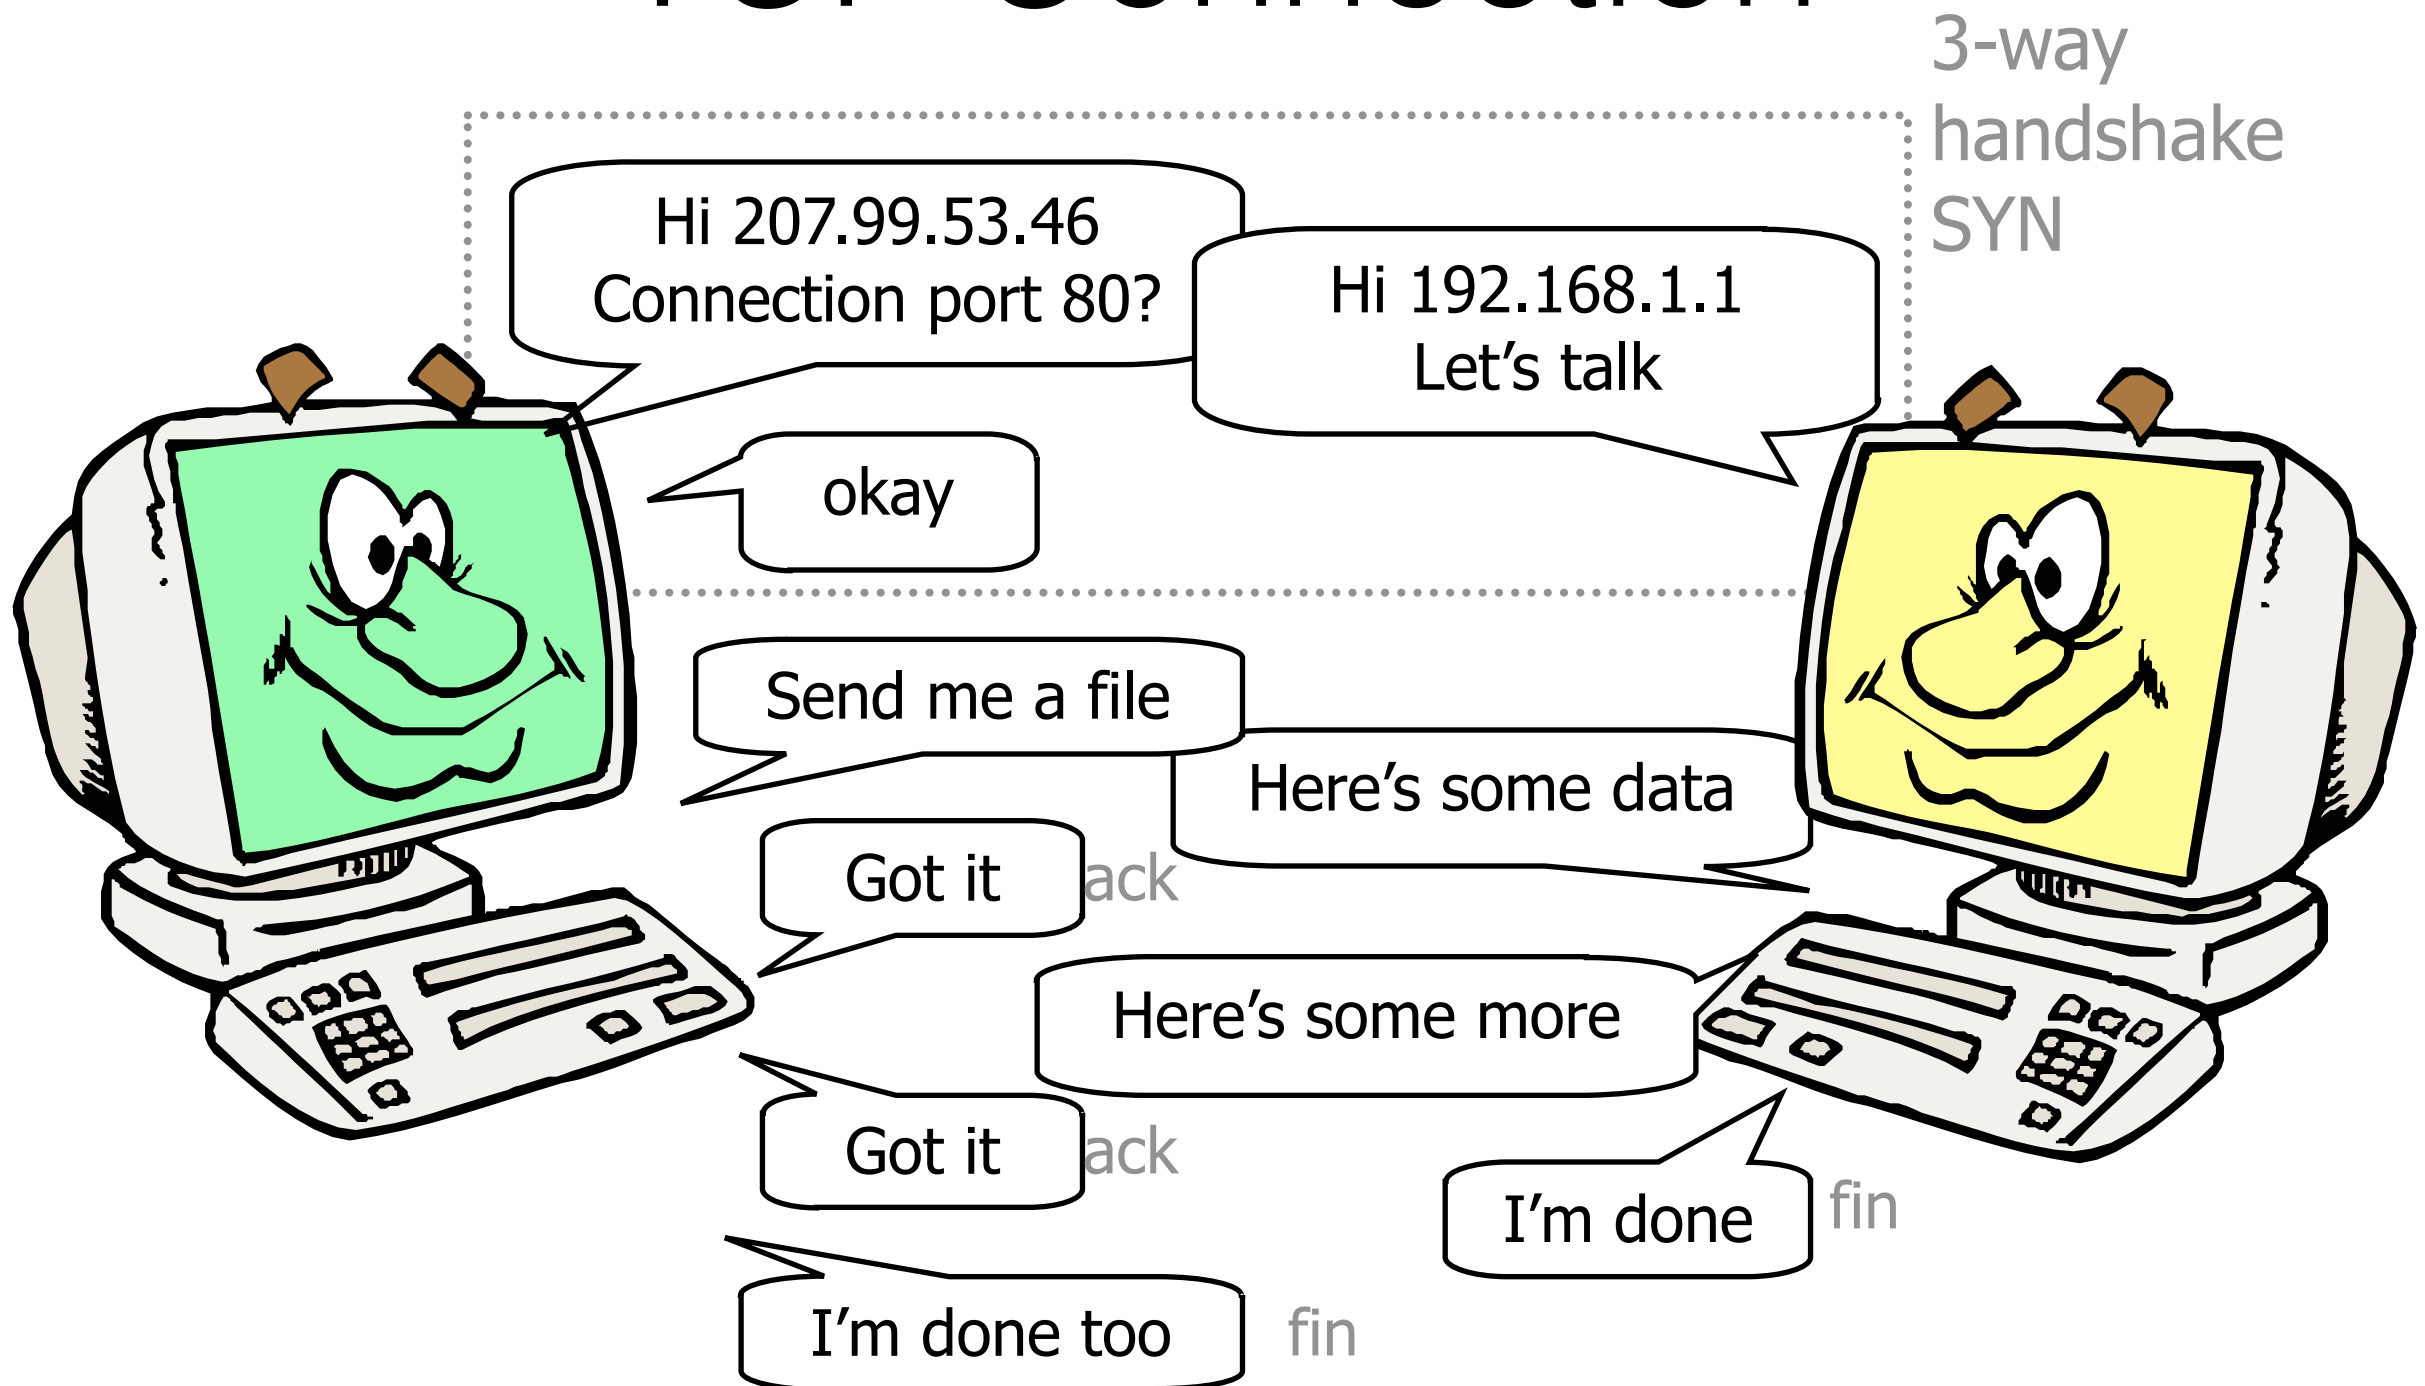 TCP Connection
3-way
handshake
SYN
Hi 207.99.53.46
Connection port 80?
Hi 192.168.1.1
Let’s talk
okay
Send me a file
Here’s some data
Got it
ack
Here’s some more
Got it
ack
I’m done
fin
I’m done too
fin